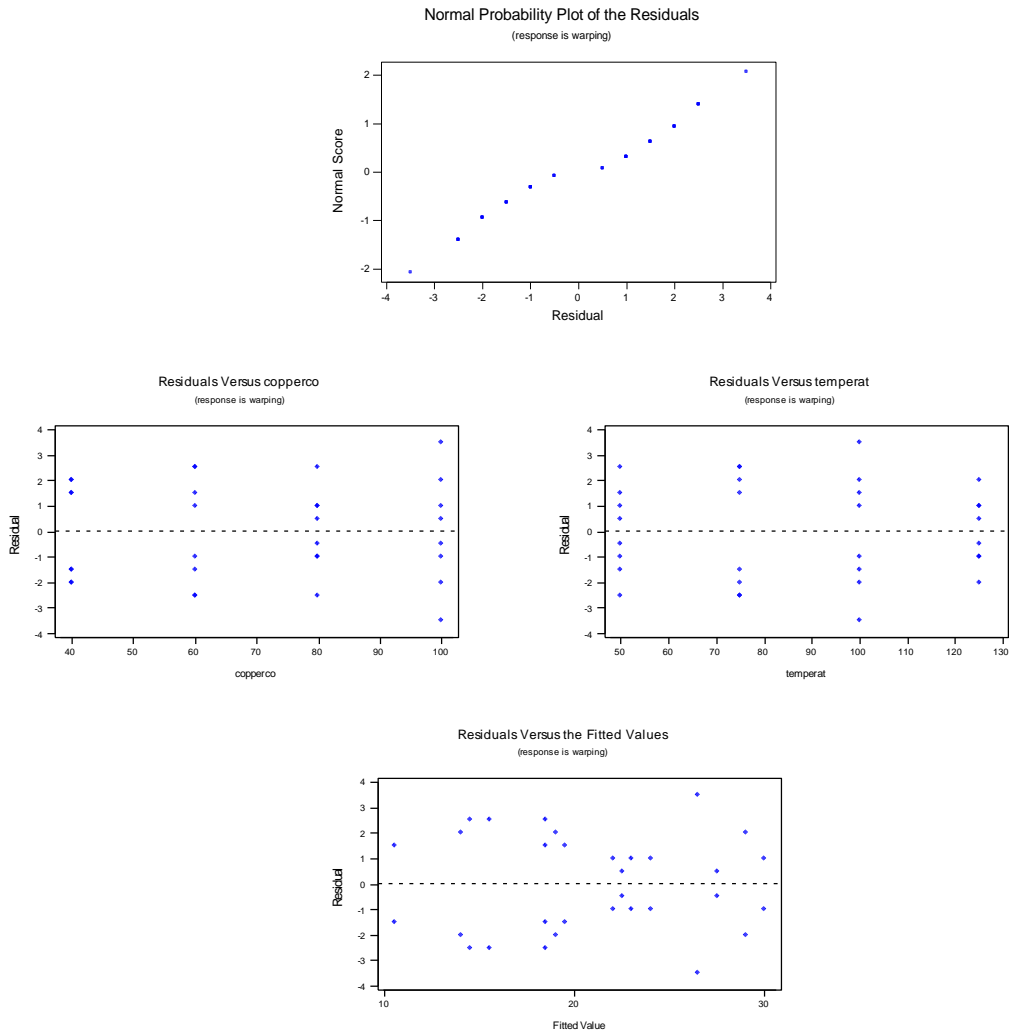 Normal Probability Plot of the Residuals
(response is warping)
2
1
0
-1
-2
Normal Score
-4 -3 -2 -1 0 1 2 3 4
Residual
Residuals Versus copperco
(response is warping)
4
3
2
1
0
-1
-2
-3
-4
Residual
40 50 60 70 80 90 100
copperco
Residuals Versus temperat
(response is warping)
4
3
2
1
0
-1
-2
-3
-4
Residual
50 60 70 80 90 100 110 120 130
temperat
Residuals Versus the Fitted Values
(response is warping)
4
3
2
1
0
-1
-2
-3
-4
Residual
10 20 30
Fitted Value